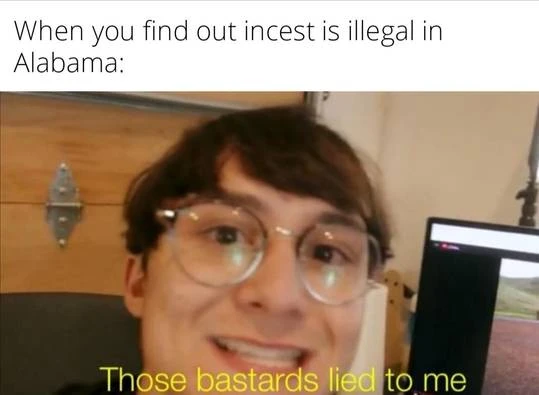 When you find out incest is illegal in
Alabama:
Those bastards lied to me